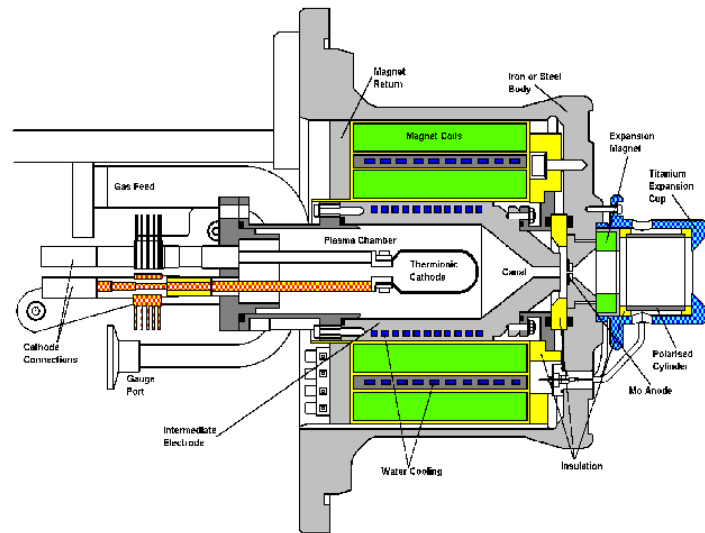 Magnet
Return
Iron or Steel
Body
Magnet Coils
Expansion
Magnet
Titanium
Expansion
Cup
Gas Feed
Plasma Chamber
Thermionic
Cathode
Canal
Cathode
Connections
Gauge
Port
Polarised
Cylinder
Mo Anode
Intermediate
Electrode
Water Cooling
Insulation